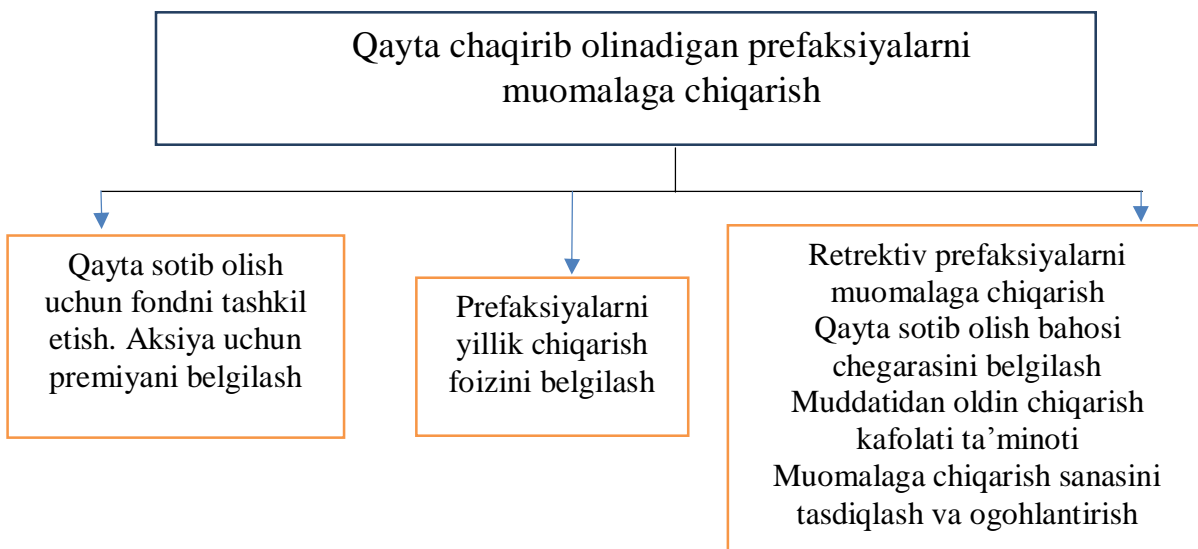 Qayta chaqirib olinadigan prefaksiyalarni
muomalaga chiqarish
Qayta sotib olish
uchun fondni tashkil
etish. Aksiya uchun
premiyani belgilash
Prefaksiyalarni
yillik chiqarish
foizini belgilash
Retrektiv prefaksiyalarni
muomalaga chiqarish
Qayta sotib olish bahosi
chegarasini belgilash
Muddatidan oldin chiqarish
kafolati ta’minoti
Muomalaga chiqarish sanasini
tasdiqlash va ogohlantirish